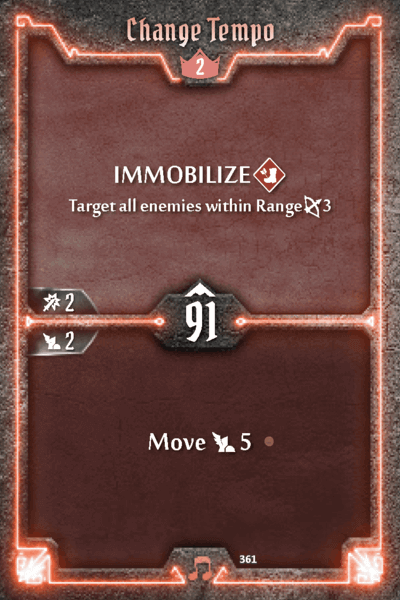 Change Tempo
2
IMMOBILIZE
Target all enemies within Range 3
2
91
2
Move 5
361